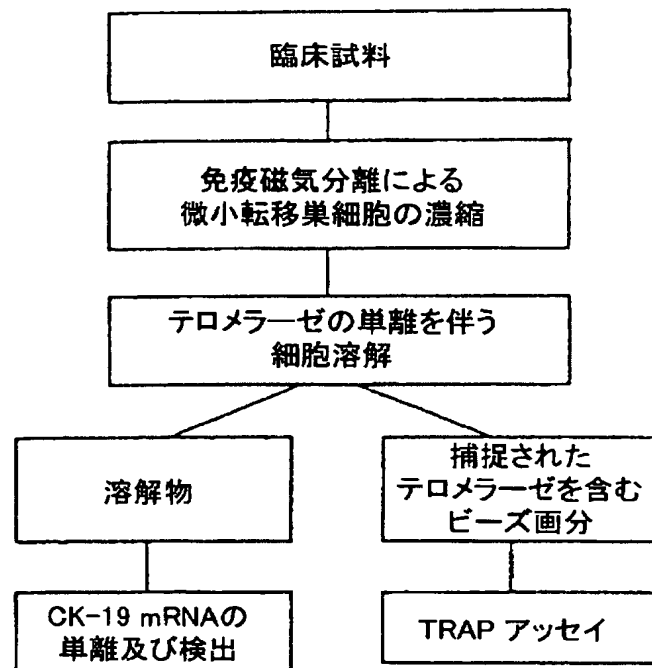 臨床試料
免疫磁気分離による
微小転移巣細胞の濃縮
テロメラーゼの単離を伴う
細胞溶解
溶解物
捕捉された
テロメラーゼを含む
ビーズ画分
CK-19 mRNAの
単離及び検出
TRAP アッセイ